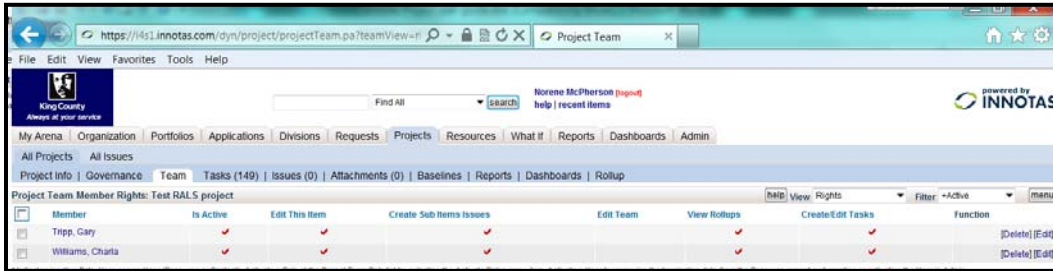 https://i4s1.innotas.com/dyn/project/projectTeam.pa?teamView=ri Project Team
File Edit View Favorites Tools Help
King County
Always at your service
Find All search
Norene McPherson [logout]
help | recent items
powered by
INNOTAS
My Arena Organization Portfolios Applications Divisions Requests Projects Resources What If Reports Dashboards Admin
All Projects All Issues
Project Info | Governance Team Tasks (149) | Issues (0) | Attachments (0) | Baselines | Reports | Dashboards | Rollup
Project Team Member Rights: Test RALS project help View Rights Filter +Active menu
Member Is Active Edit This Item Create Sub Items Issues Edit Team View Rollups Create/Edit Tasks Function
Tripp, Gary [Delete] [Edit]
Williams, Charla [Delete] [Edit]